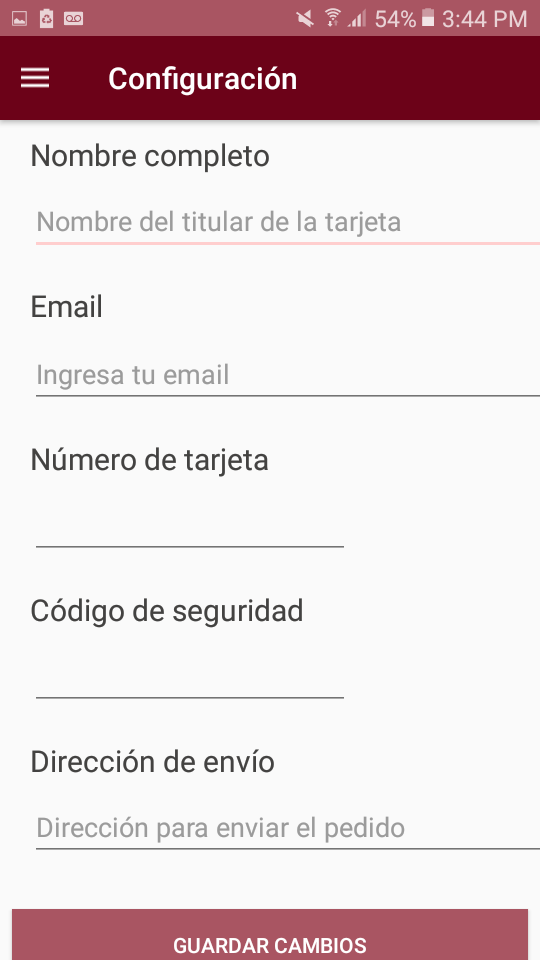 54% 3:44 PM
Configuración
Nombre completo
Nombre del titular de la tarjeta
Email
Ingresa tu email
Número de tarjeta
Código de seguridad
Dirección de envío
Dirección para enviar el pedido
GUARDAR CAMBIOS